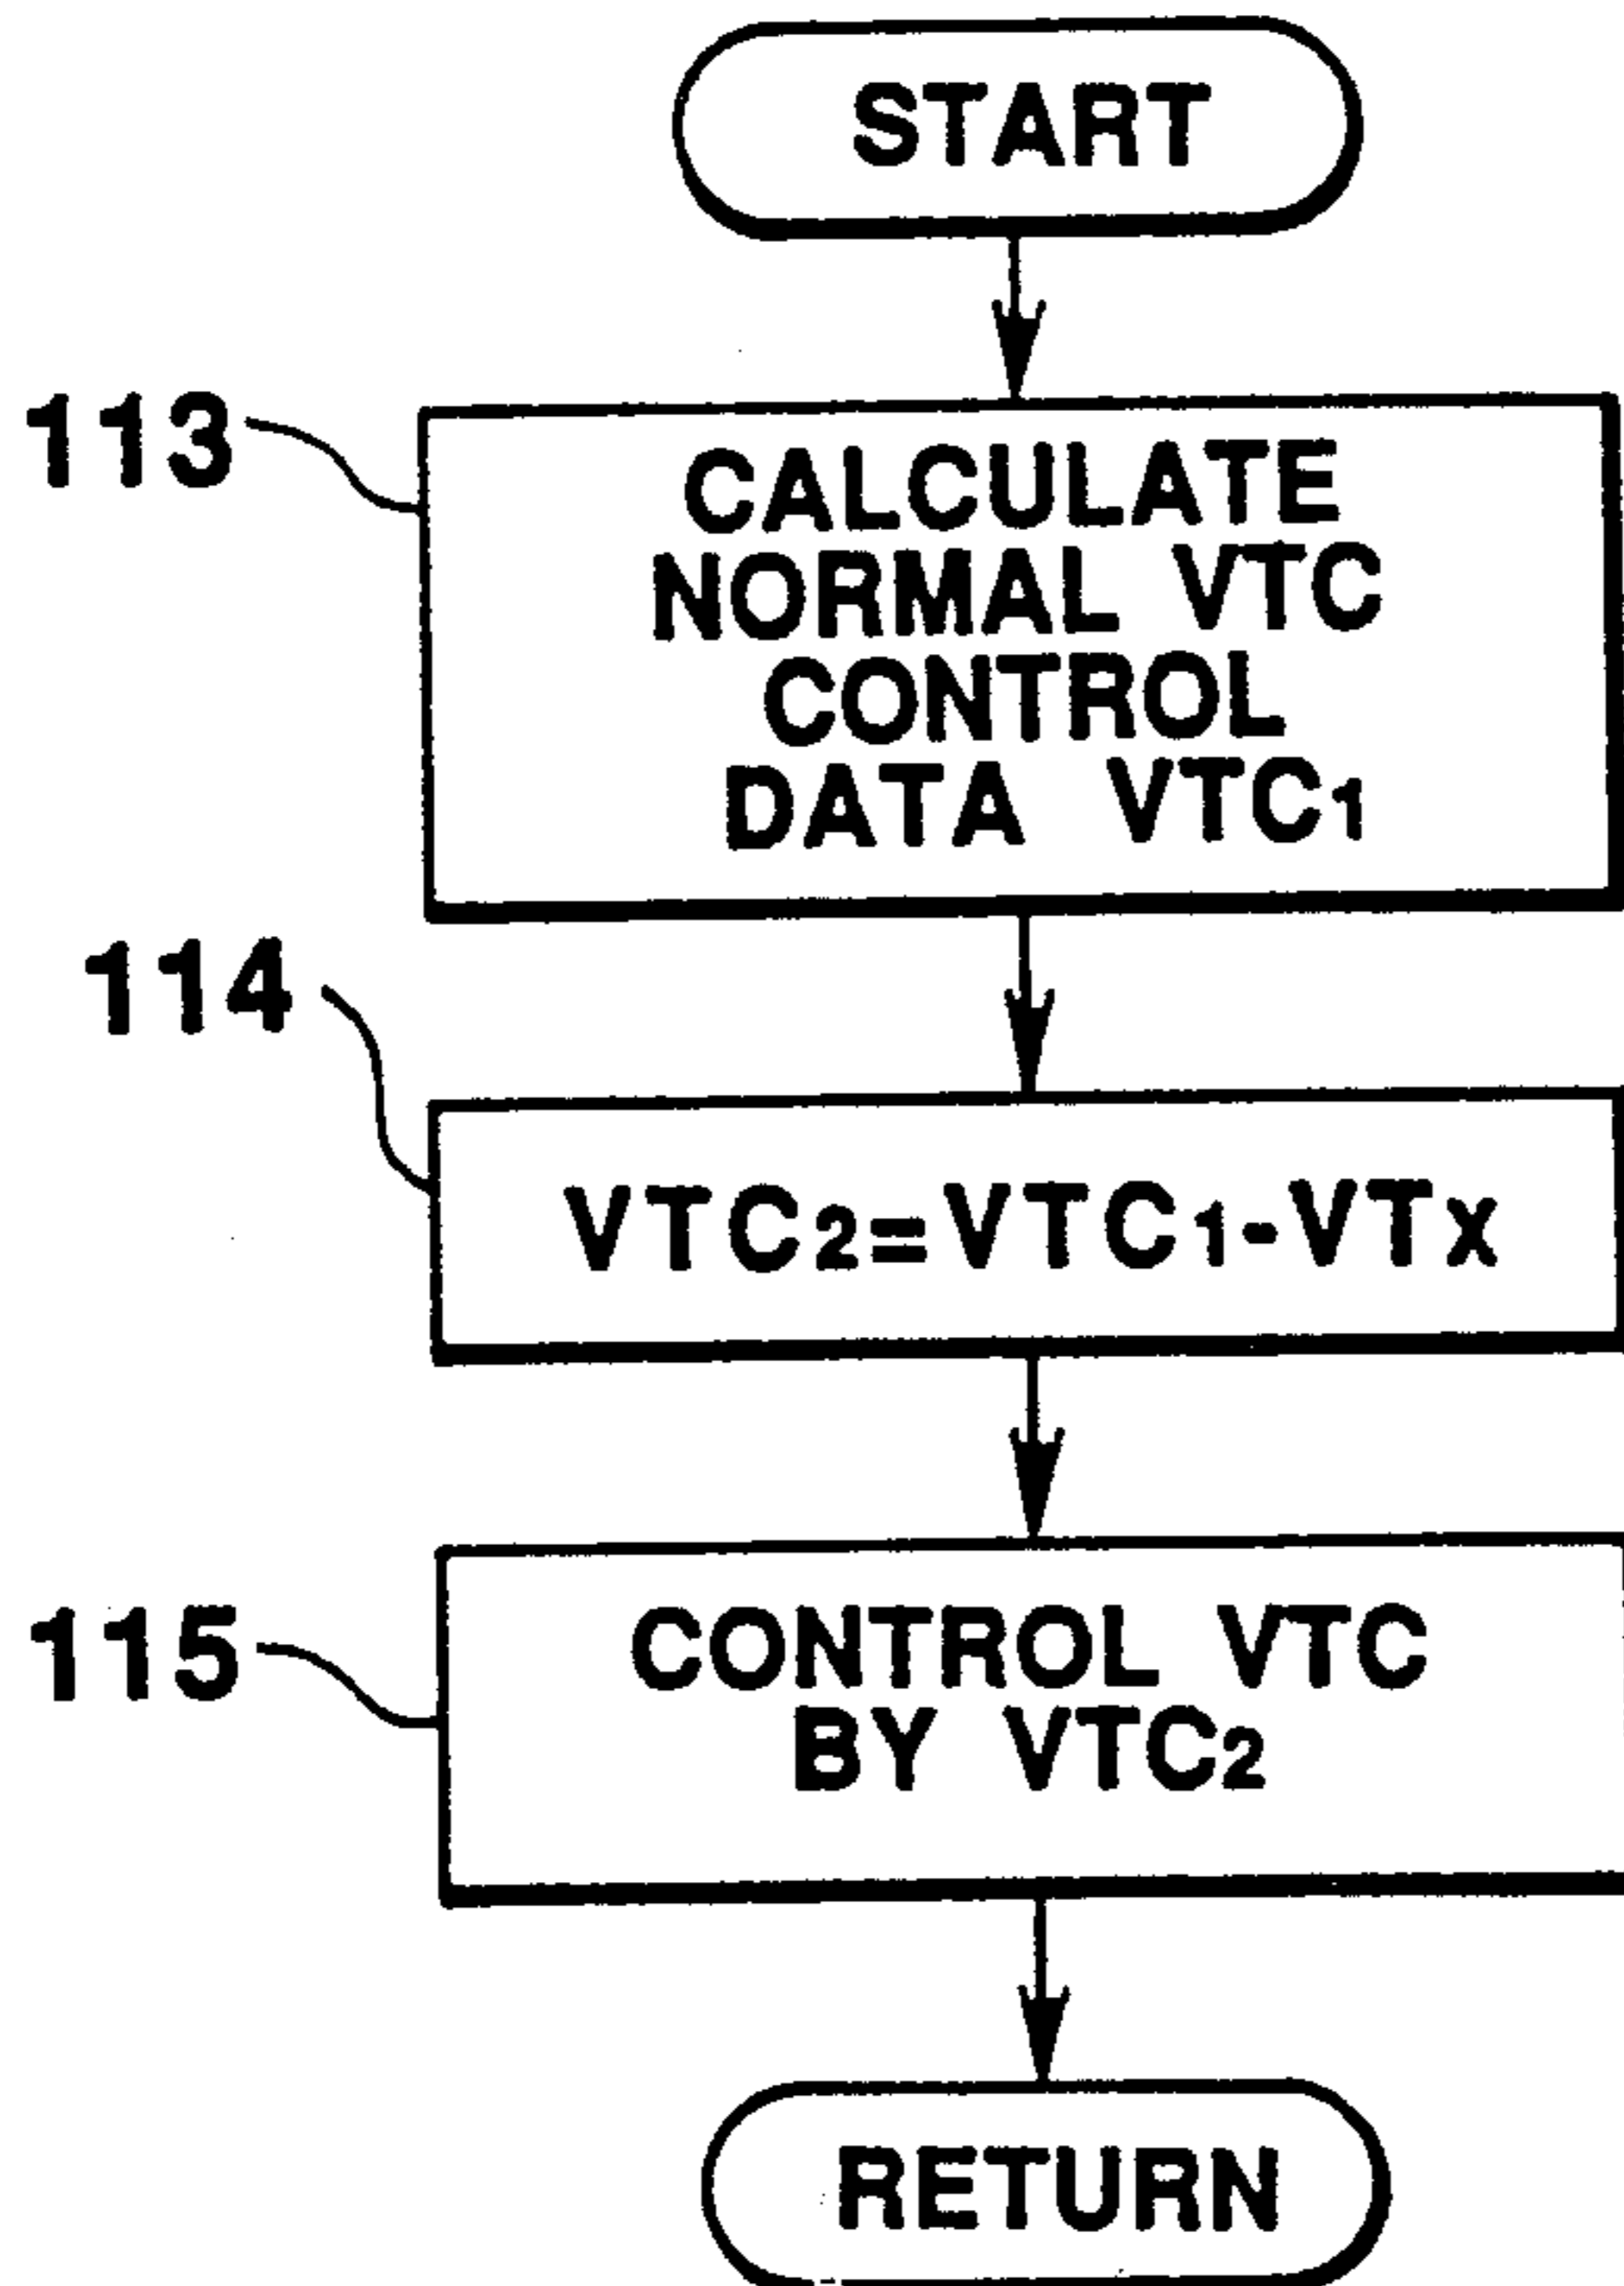 START
113
CALCULATE
NORMAL VTC
CONTROL
DATA VTC1
114
VTC2=VTC1-VTX
115
CONTROL VTC
BY VTC2
RETURN